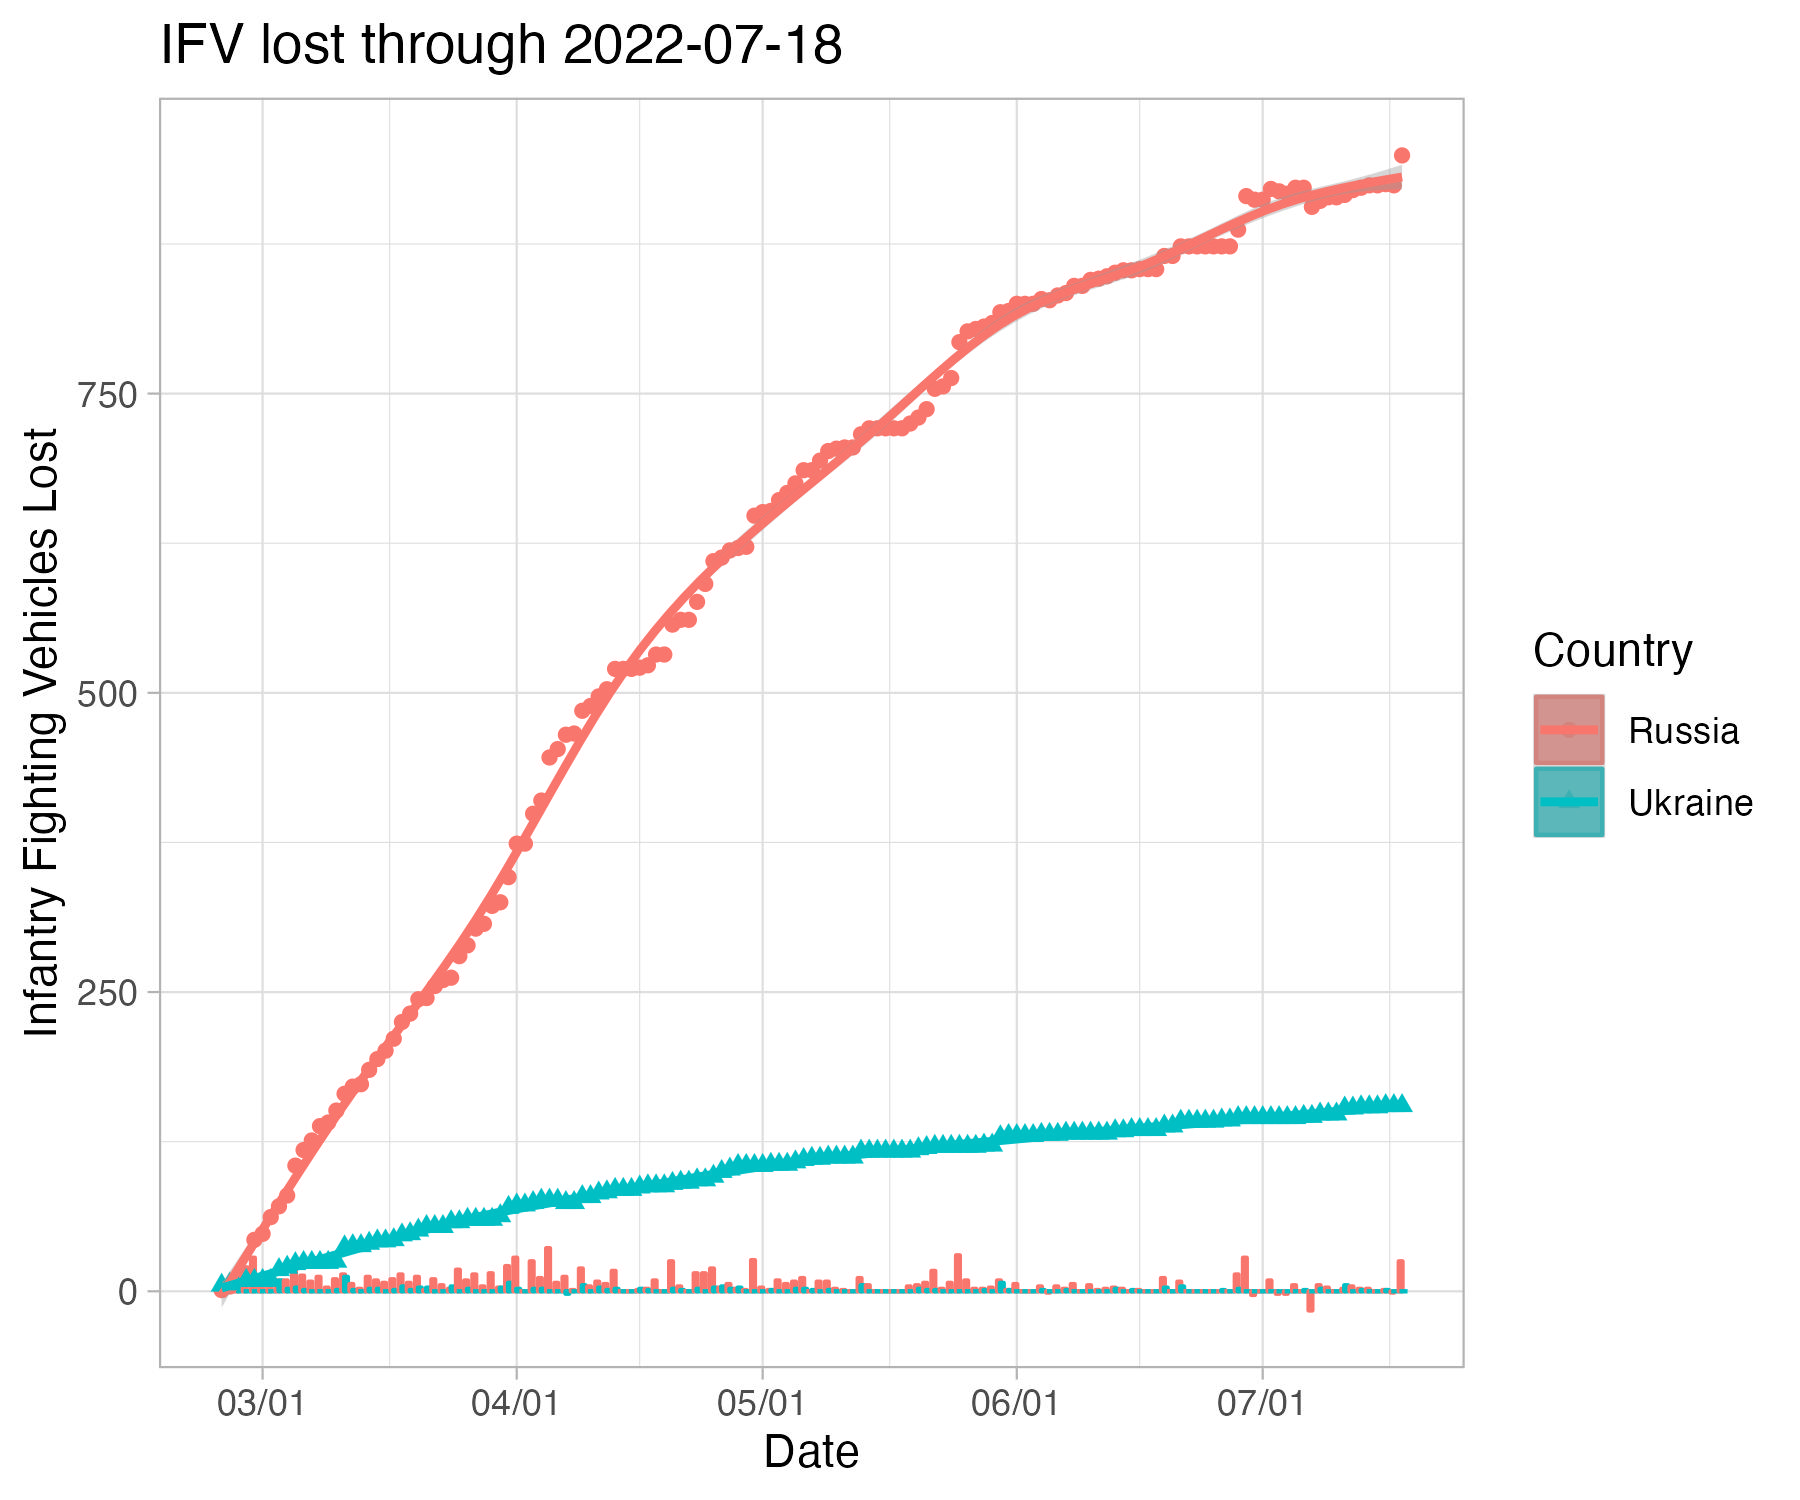 IFV lost through 2022-07-18
Infantry Fighting Vehicles Lost
750
500
250
0
03/01
04/01
05/01
06/01
07/01
Date
Country
Russia
Ukraine